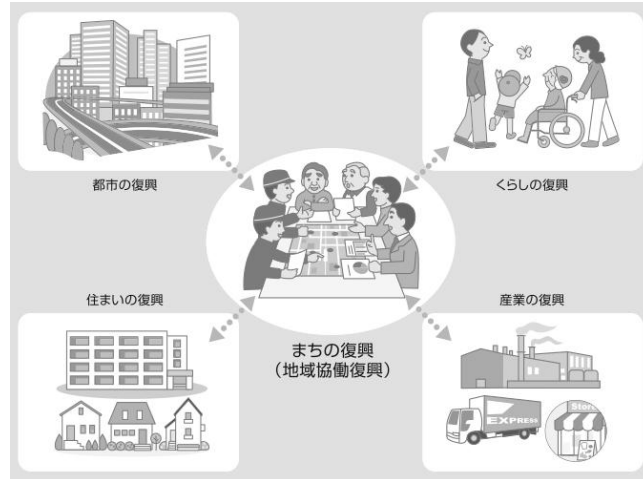 都市の復興
くらしの復興
住まいの復興
産業の復興
まちの復興
(地域協働復興)
EXPRESS
Store